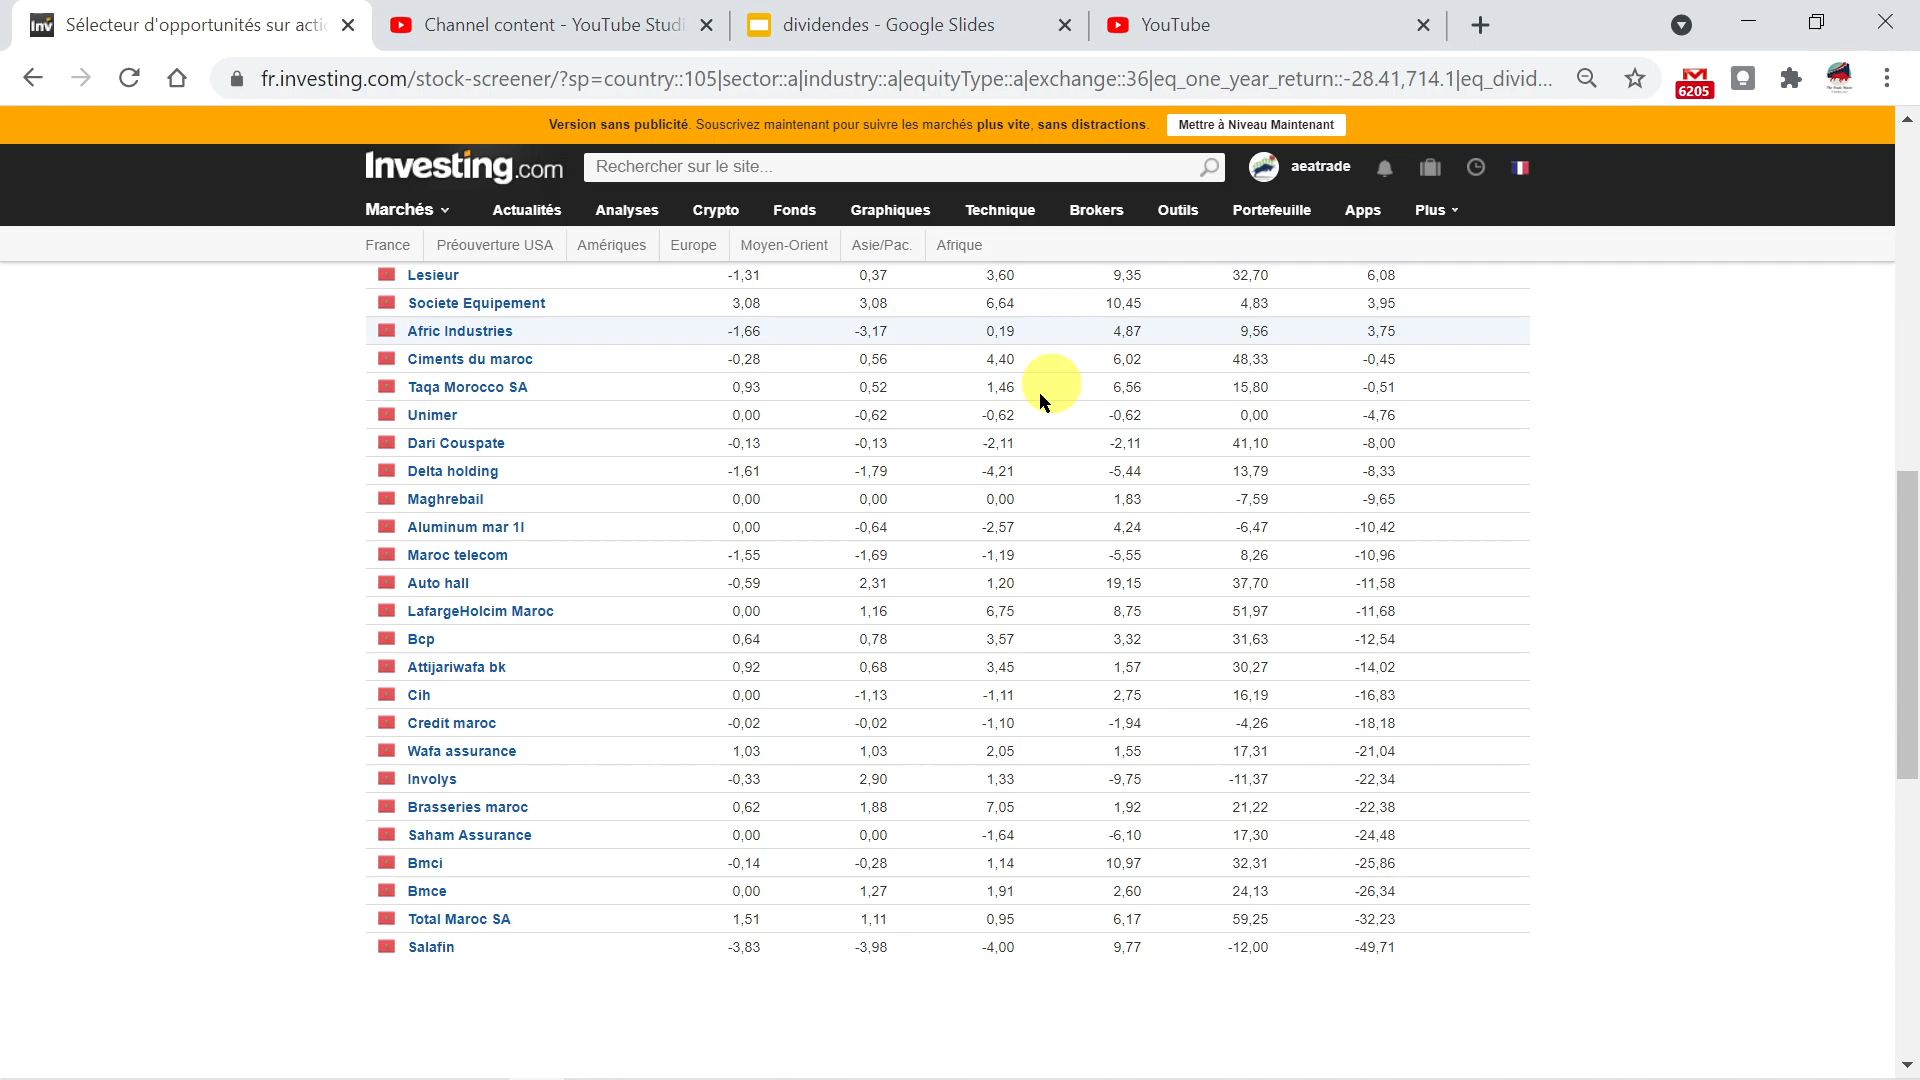 inv Sélecteur d'opportunités sur acti
Channel content - YouTube Studi
dividendes - Google Slides
YouTube
fr.investing.com/stock-screener/?sp=country::105|sector::a|industry::a|equityType::a|exchange::36|eq_one_year_return::-28.41,714.1|eq_divid...
6205
Version sans publicité. Souscrivez maintenant pour suivre les marchés plus vite, sans distractions. Mettre à Niveau Maintenant
Investing.com Rechercher sur le site... aeatrade
Marchés Actualités Analyses Crypto Fonds Graphiques Technique Brokers Outils Portefeuille Apps Plus
France Préouverture USA Amériques Europe Moyen-Orient Asie/Pac. Afrique
Lesieur -1,31 0,37 3,60 9,35 32,70 6,08
Societe Equipement 3,08 3,08 6,64 10,45 4,83 3,95
Afric Industries -1,66 -3,17 0,19 4,87 9,56 3,75
Ciments du maroc -0,28 0,56 4,40 6,02 48,33 -0,45
Taqa Morocco SA 0,93 0,52 1,46 6,56 15,80 -0,51
Unimer 0,00 -0,62 -0,62 -0,62 0,00 -4,76
Dari Couspate -0,13 -0,13 -2,11 -2,11 41,10 -8,00
Delta holding -1,61 -1,79 -4,21 -5,44 13,79 -8,33
Maghrebail 0,00 0,00 0,00 1,83 -7,59 -9,65
Aluminum mar 1l 0,00 -0,64 -2,57 4,24 -6,47 -10,42
Maroc telecom -1,55 -1,69 -1,19 -5,55 8,26 -10,96
Auto hall -0,59 2,31 1,20 19,15 37,70 -11,58
LafargeHolcim Maroc 0,00 1,16 6,75 8,75 51,97 -11,68
Bcp 0,64 0,78 3,57 3,32 31,63 -12,54
Attijariwafa bk 0,92 0,68 3,45 1,57 30,27 -14,02
Cih 0,00 -1,13 -1,11 2,75 16,19 -16,83
Credit maroc -0,02 -0,02 -1,10 -1,94 -4,26 -18,18
Wafa assurance 1,03 1,03 2,05 1,55 17,31 -21,04
Involys -0,33 2,90 1,33 -9,75 -11,37 -22,34
Brasseries maroc 0,62 1,88 7,05 1,92 21,22 -22,38
Saham Assurance 0,00 0,00 -1,64 -6,10 17,30 -24,48
Bmci -0,14 -0,28 1,14 10,97 32,31 -25,86
Bmce 0,00 1,27 1,91 2,60 24,13 -26,34
Total Maroc SA 1,51 1,11 0,95 6,17 59,25 -32,23
Salafin -3,83 -3,98 -4,00 9,77 -12,00 -49,71